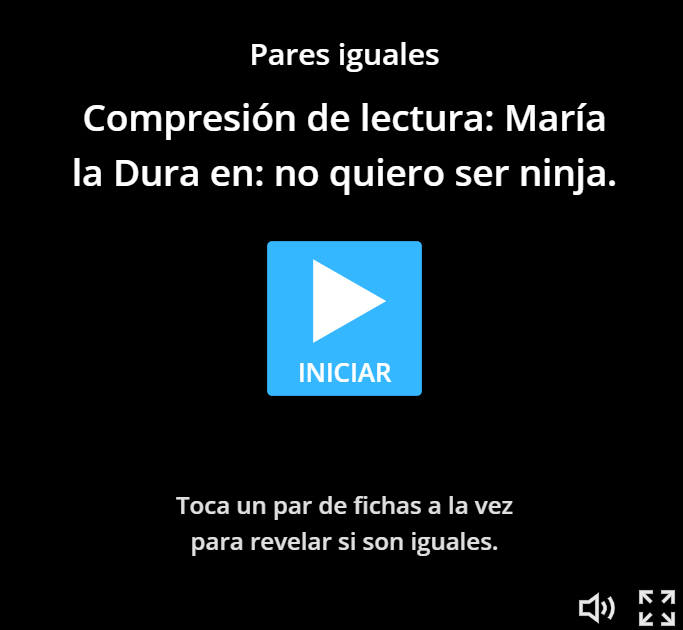 Pares iguales
Compresión de lectura: María
la Dura en: no quiero ser ninja.
INICIAR
Toca un par de fichas a la vez
para revelar si son iguales.